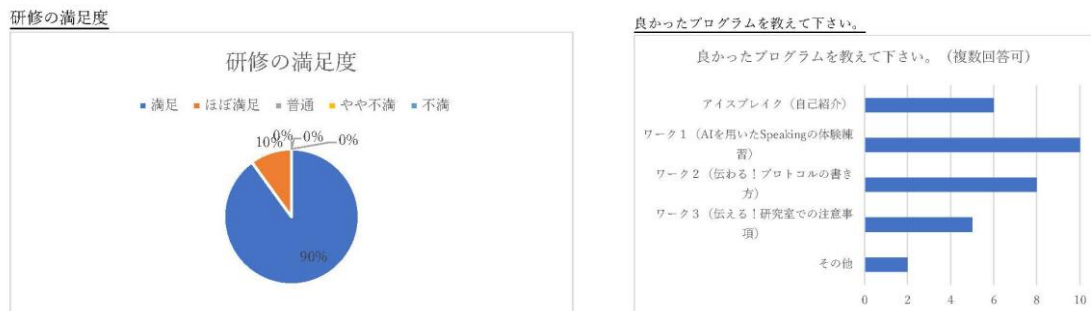 研修の満足度
研修の満足度
満足 ほぼ満足 普通 やや不満 不満
10% 0% 0% 0%
90%
良かったプログラムを教えて下さい。
良かったプログラムを教えて下さい。（複数回答可）
アイスブレイク（自己紹介）
ワーク１（AIを用いたSpeakingの体験練
習）
ワーク２（伝わる！プロトコルの書き
方）
ワーク３（伝える！研究室での注意事
項）
その他
0 2 4 6 8 10